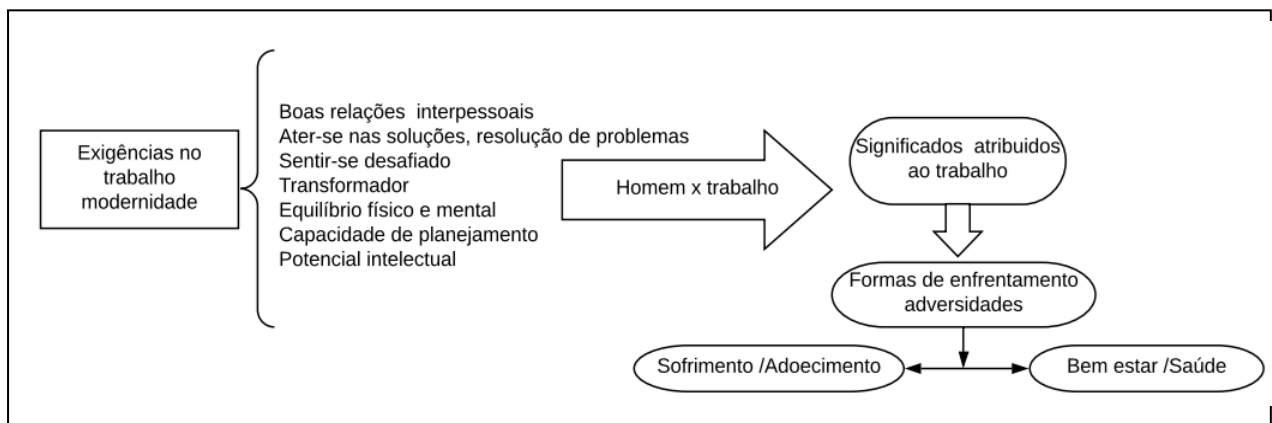 Exigências no
trabalho
modernidade
Boas relações interpessoais
Ater-se nas soluções, resolução de problemas
Sentir-se desafiado
Transformador
Equilíbrio físico e mental
Capacidade de planejamento
Potencial intelectual
Homem x trabalho
Significados atribuidos
ao trabalho
Formas de enfrentamento
adversidades
Sofrimento /Adoecimento
Bem estar /Saúde